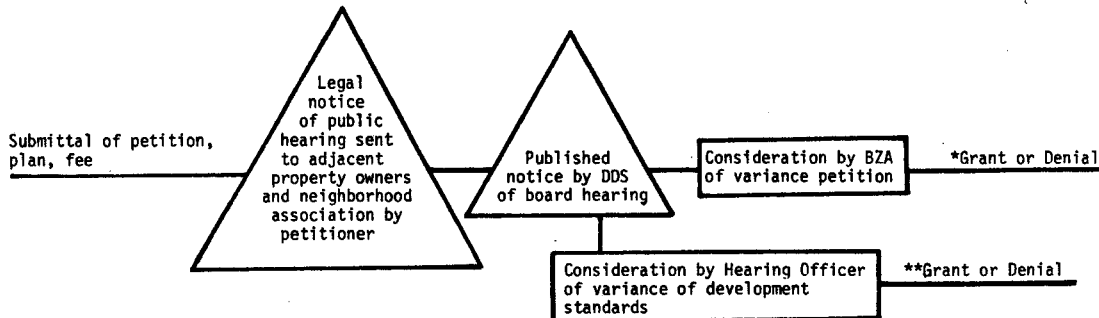 Submittal of petition,
plan, fee
Legal
notice
of public
hearing sent
to adjacent
property owners
and neighborhood
association by
petitioner
Published
notice by DDS
of board hearing
Consideration by BZA
of variance petition
*Grant or Denial
Consideration by Hearing Officer
of variance of development
standards
**Grant or Denial